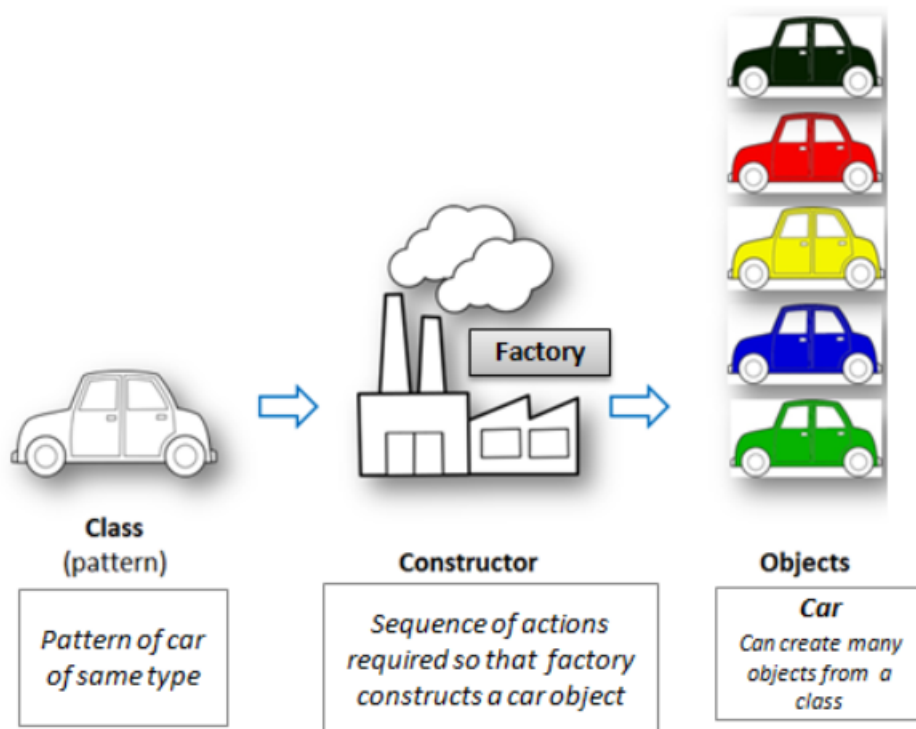 Factory
Class
(pattern)
Pattern of car
of same type
Constructor
Sequence of actions
required so that factory
constructs a car object
Objects
Car
Can create many
objects from a
class